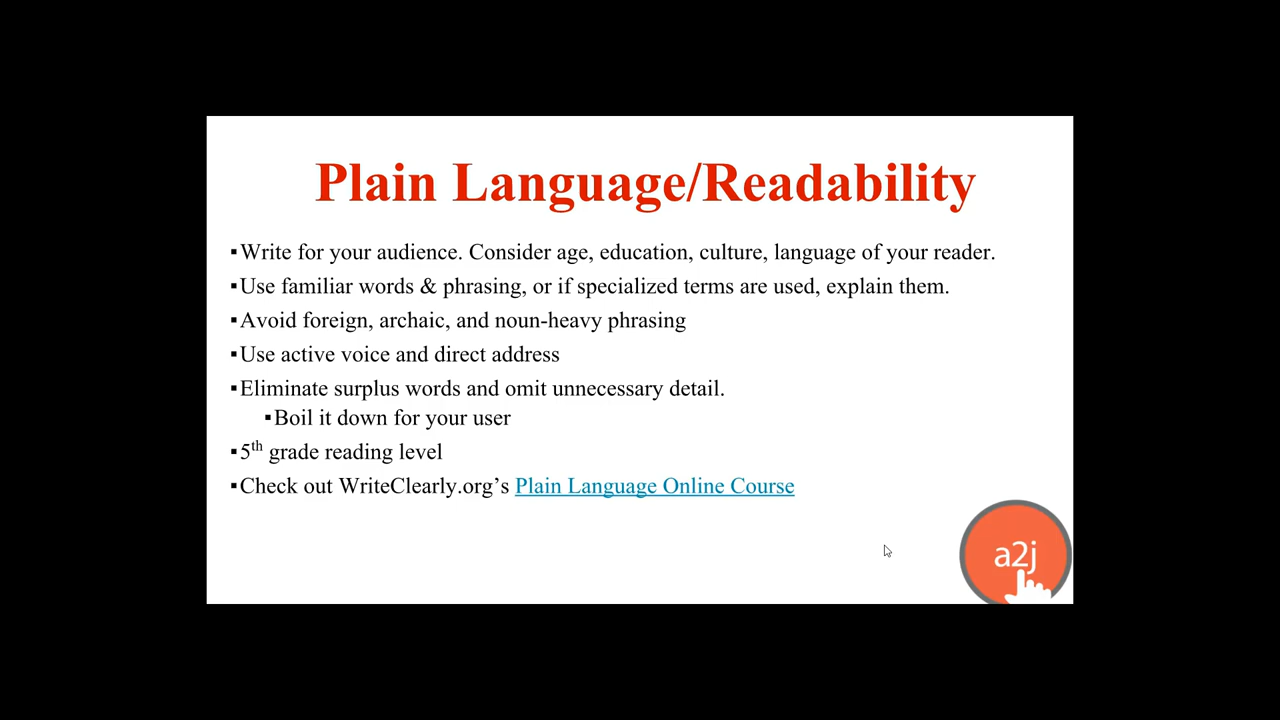 Plain Language/Readability
▪Write for your audience. Consider age, education, culture, language of your reader.
▪Use familiar words & phrasing, or if specialized terms are used, explain them.
▪Avoid foreign, archaic, and noun-heavy phrasing
▪Use active voice and direct address
▪Eliminate surplus words and omit unnecessary detail.
▪Boil it down for your user
▪5th grade reading level
▪Check out WriteClearly.org’s Plain Language Online Course
a2j